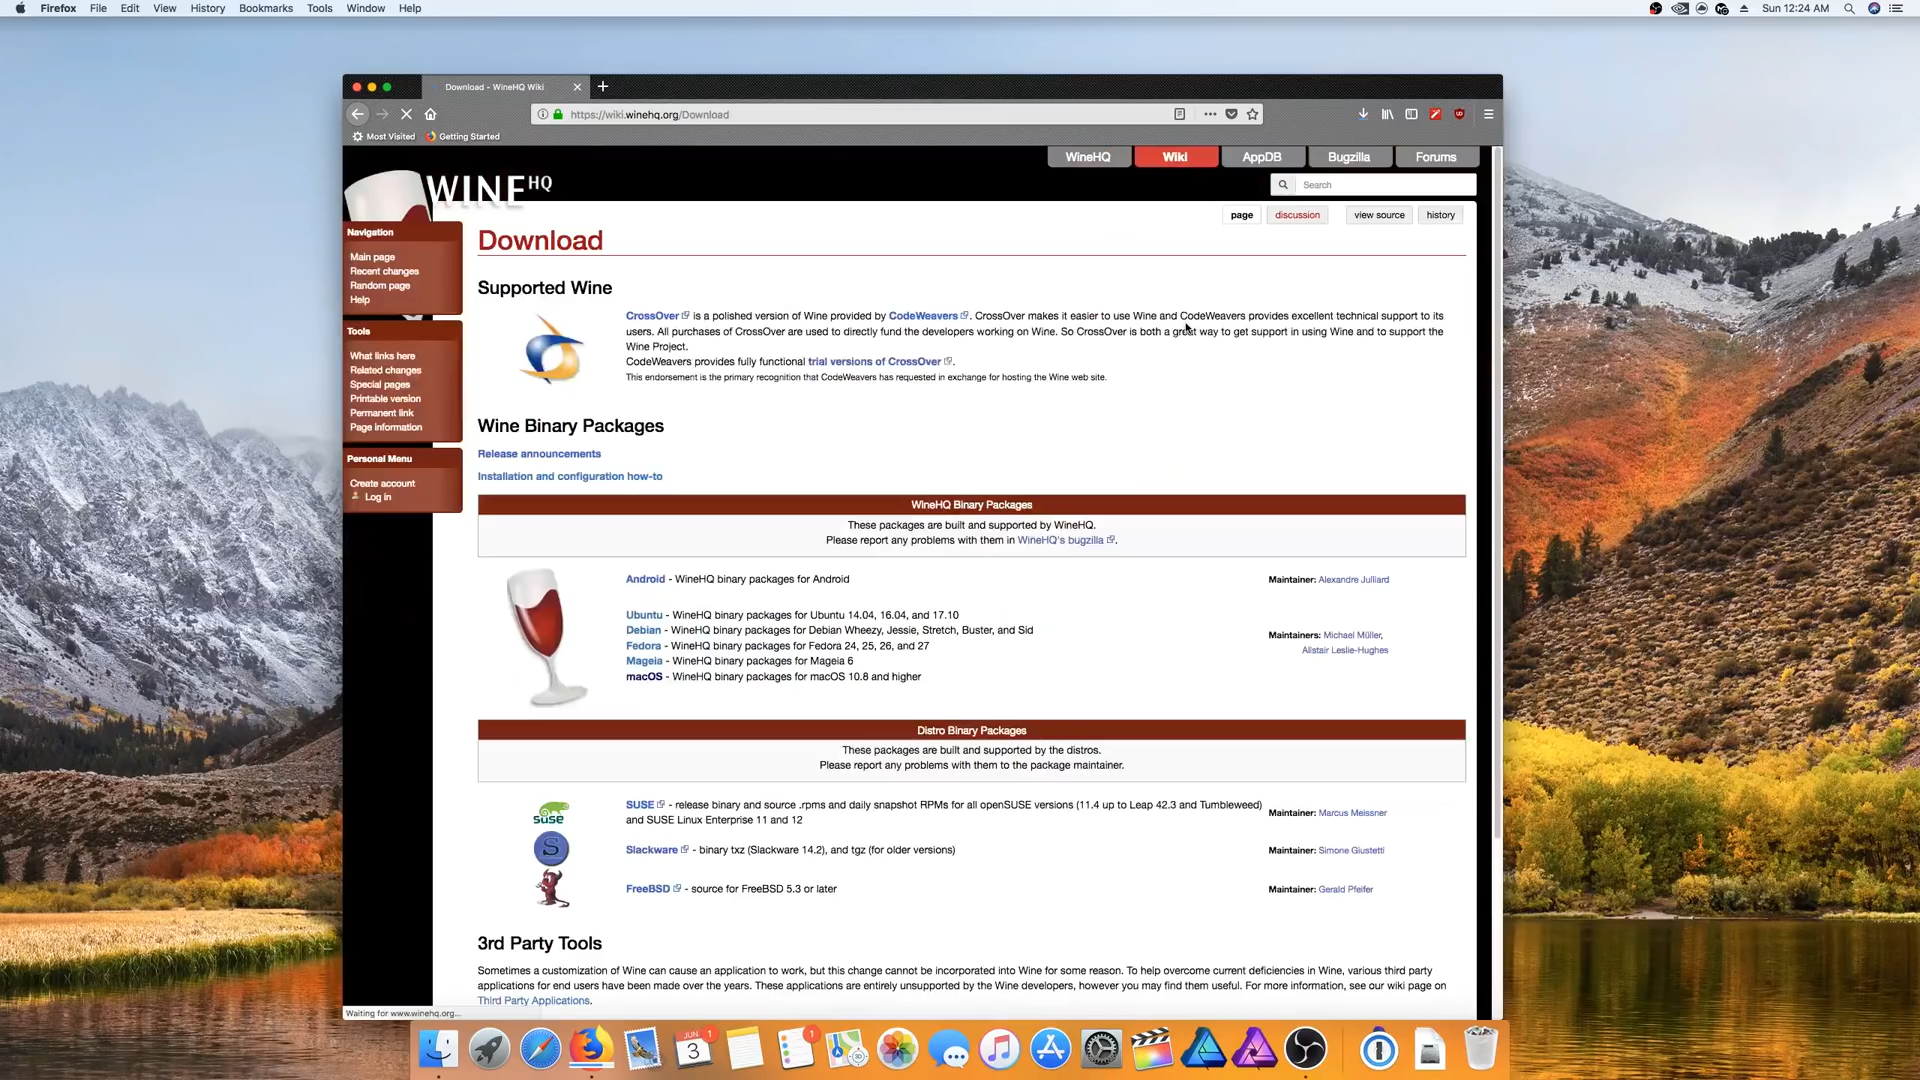 Firefox File Edit View History Bookmarks Tools Window Help
Sun 12:24 AM
Download - WineHQ Wiki
https://wiki.winehq.org/Download
Most Visited Getting Started
WineHQ Wiki AppDB Bugzilla Forums
WINE HQ
Search
page discussion view source history
Navigation
Main page
Recent changes
Random page
Help
Tools
What links here
Related changes
Special pages
Printable version
Permanent link
Page information
Personal Menu
Create account
Log in
Download
Supported Wine
CrossOver is a polished version of Wine provided by CodeWeavers. CrossOver makes it easier to use Wine and CodeWeavers provides excellent technical support to its
users. All purchases of CrossOver are used to directly fund the developers working on Wine. So CrossOver is both a great way to get support in using Wine and to support the
Wine Project.
CodeWeavers provides fully functional trial versions of CrossOver.
This endorsement is the primary recognition that CodeWeavers has requested in exchange for hosting the Wine web site.
Wine Binary Packages
Release announcements
Installation and configuration how-to
WineHQ Binary Packages
These packages are built and supported by WineHQ.
Please report any problems with them in WineHQ's bugzilla.
Android - WineHQ binary packages for Android
Maintainer: Alexandre Julliard
Ubuntu - WineHQ binary packages for Ubuntu 14.04, 16.04, and 17.10
Debian - WineHQ binary packages for Debian Wheezy, Jessie, Stretch, Buster, and Sid
Fedora - WineHQ binary packages for Fedora 24, 25, 26, and 27
Mageia - WineHQ binary packages for Mageia 6
macOS - WineHQ binary packages for macOS 10.8 and higher
Maintainers: Michael Müller,
Alistair Leslie-Hughes
Distro Binary Packages
These packages are built and supported by the distros.
Please report any problems with them to the package maintainer.
SUSE - release binary and source .rpms and daily snapshot RPMs for all openSUSE versions (11.4 up to Leap 42.3 and Tumbleweed)
and SUSE Linux Enterprise 11 and 12
Maintainer: Marcus Meissner
suse
Slackware - binary txz (Slackware 14.2), and tgz (for older versions)
Maintainer: Simone Giustetti
S
FreeBSD - source for FreeBSD 5.3 or later
Maintainer: Gerald Pfeifer
3rd Party Tools
Sometimes a customization of Wine can cause an application to work, but this change cannot be incorporated into Wine for some reason. To help overcome current deficiencies in Wine, various third party
applications for end users have been made over the years. These applications are entirely unsupported by the Wine developers, however you may find them useful. For more information, see our wiki page on
Third Party Applications.
Waiting for www.winehq.org...
JUN 1
3
1